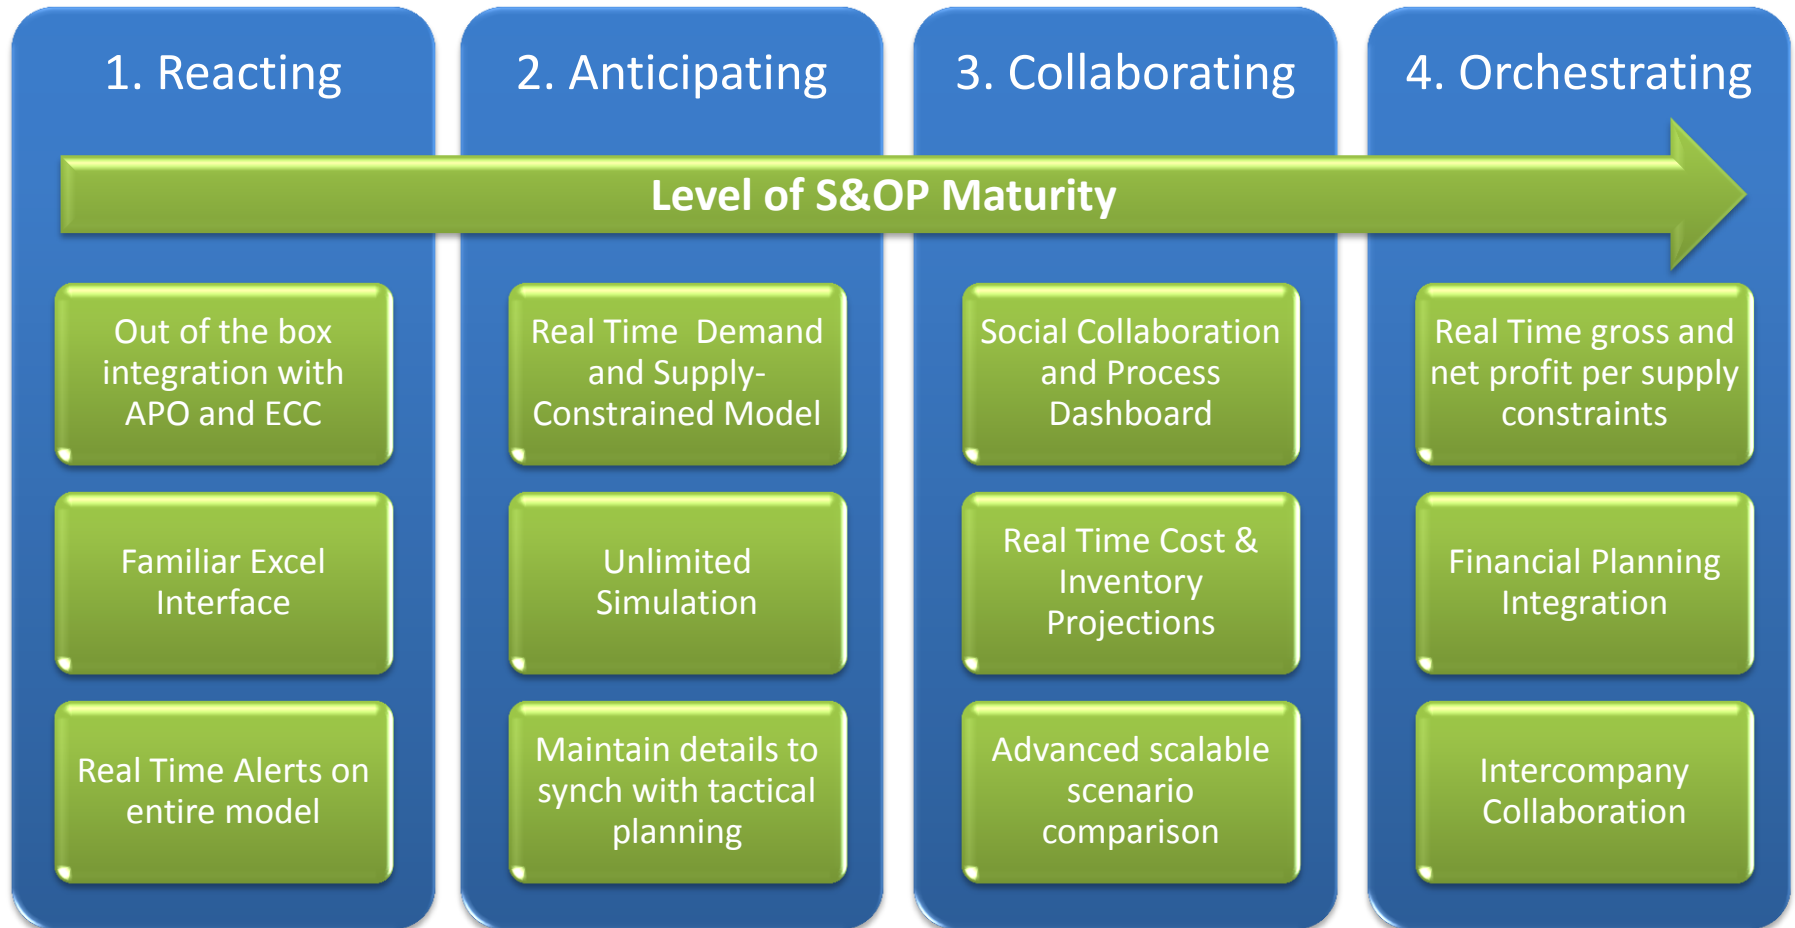 1. Reacting
2. Anticipating
3. Collaborating
4. Orchestrating
Level of S&OP Maturity
Out of the box
integration with
APO and ECC
Familiar Excel
Interface
Real Time Alerts on
entire model
Real Time  Demand
and Supply-
Constrained Model
Unlimited
Simulation
Maintain details to
synch with tactical
planning
Social Collaboration
and Process
Dashboard
Real Time Cost &
Inventory
Projections
Advanced scalable
scenario
comparison
Real Time gross and
net profit per supply
constraints
Financial Planning
Integration
Intercompany
Collaboration